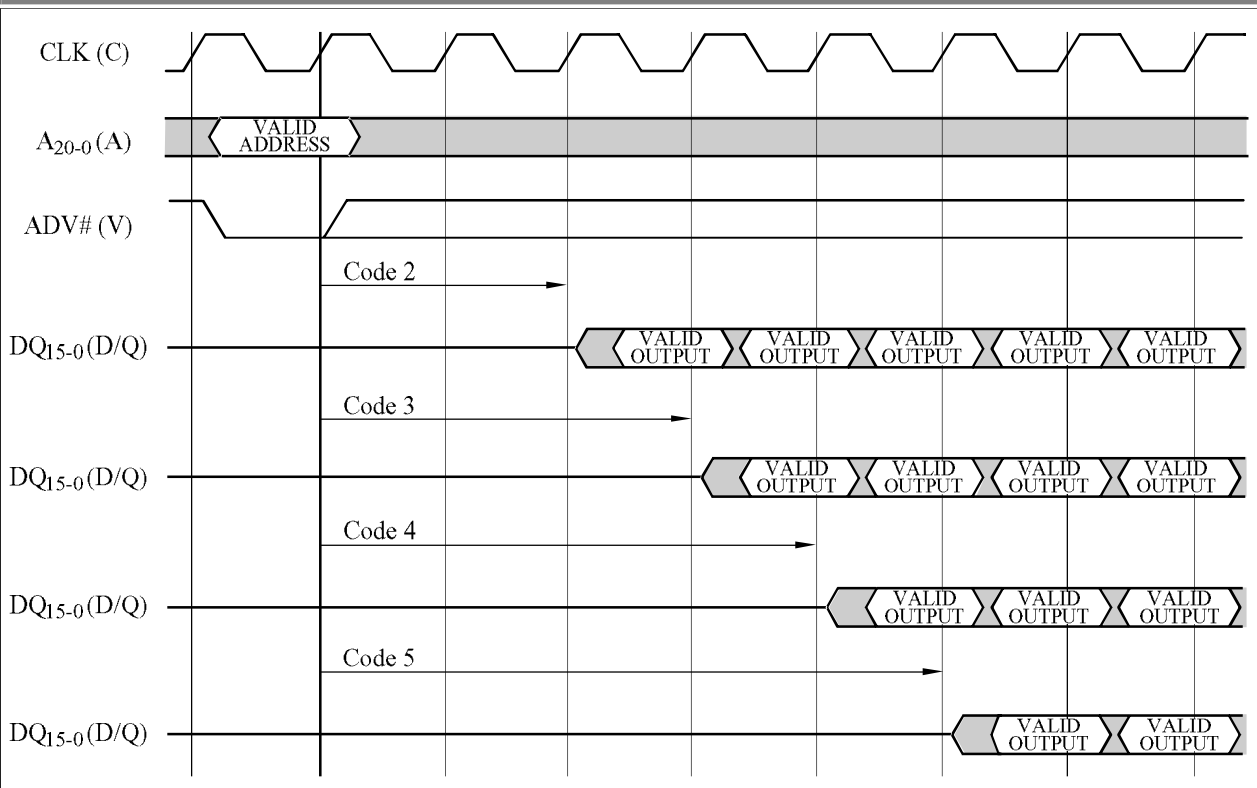 CLK (C)
A20-0 (A)
VALID
ADDRESS
ADV# (V)
Code 2
DQ15-0 (D/Q)
VALID
OUTPUT
VALID
OUTPUT
VALID
OUTPUT
VALID
OUTPUT
VALID
OUTPUT
Code 3
DQ15-0 (D/Q)
VALID
OUTPUT
VALID
OUTPUT
VALID
OUTPUT
VALID
OUTPUT
Code 4
DQ15-0 (D/Q)
VALID
OUTPUT
VALID
OUTPUT
VALID
OUTPUT
Code 5
DQ15-0 (D/Q)
VALID
OUTPUT
VALID
OUTPUT